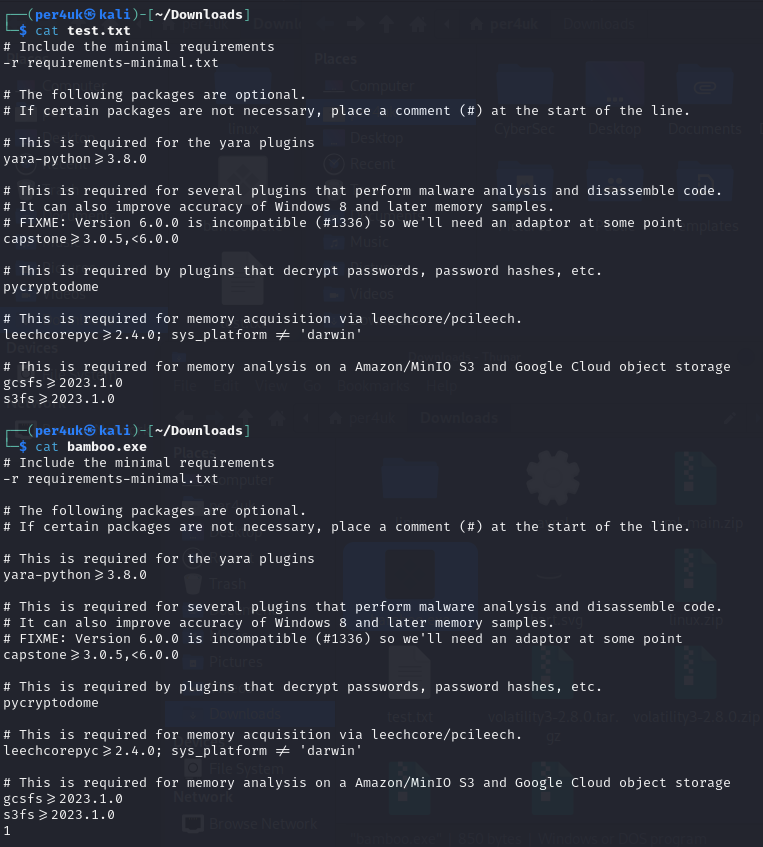 ┌──(per4uk㉿kali)-[~/Downloads]
└─$ cat test.txt
# Include the minimal requirements
-r requirements-minimal.txt
# The following packages are optional.
# If certain packages are not necessary, place a comment (#) at the start of the line.
# This is required for the yara plugins
yara-python≥3.8.0
# This is required for several plugins that perform malware analysis and disassemble code.
# It can also improve accuracy of Windows 8 and later memory samples.
# FIXME: Version 6.0.0 is incompatible (#1336) so we'll need an adaptor at some point
capstone≥3.0.5,<6.0.0
# This is required by plugins that decrypt passwords, password hashes, etc.
pycryptodome
# This is required for memory acquisition via leechcore/pcileech.
leechcorepyc≥2.4.0; sys_platform ≠ 'darwin'
# This is required for memory analysis on a Amazon/MinIO S3 and Google Cloud object storage
gcsfs≥2023.1.0
s3fs≥2023.1.0
┌──(per4uk㉿kali)-[~/Downloads]
└─$ cat bamboo.exe
# Include the minimal requirements
-r requirements-minimal.txt
# The following packages are optional.
# If certain packages are not necessary, place a comment (#) at the start of the line.
# This is required for the yara plugins
yara-python≥3.8.0
# This is required for several plugins that perform malware analysis and disassemble code.
# It can also improve accuracy of Windows 8 and later memory samples.
# FIXME: Version 6.0.0 is incompatible (#1336) so we'll need an adaptor at some point
capstone≥3.0.5,<6.0.0
# This is required by plugins that decrypt passwords, password hashes, etc.
pycryptodome
# This is required for memory acquisition via leechcore/pcileech.
leechcorepyc≥2.4.0; sys_platform ≠ 'darwin'
# This is required for memory analysis on a Amazon/MinIO S3 and Google Cloud object storage
gcsfs≥2023.1.0
s3fs≥2023.1.0
1